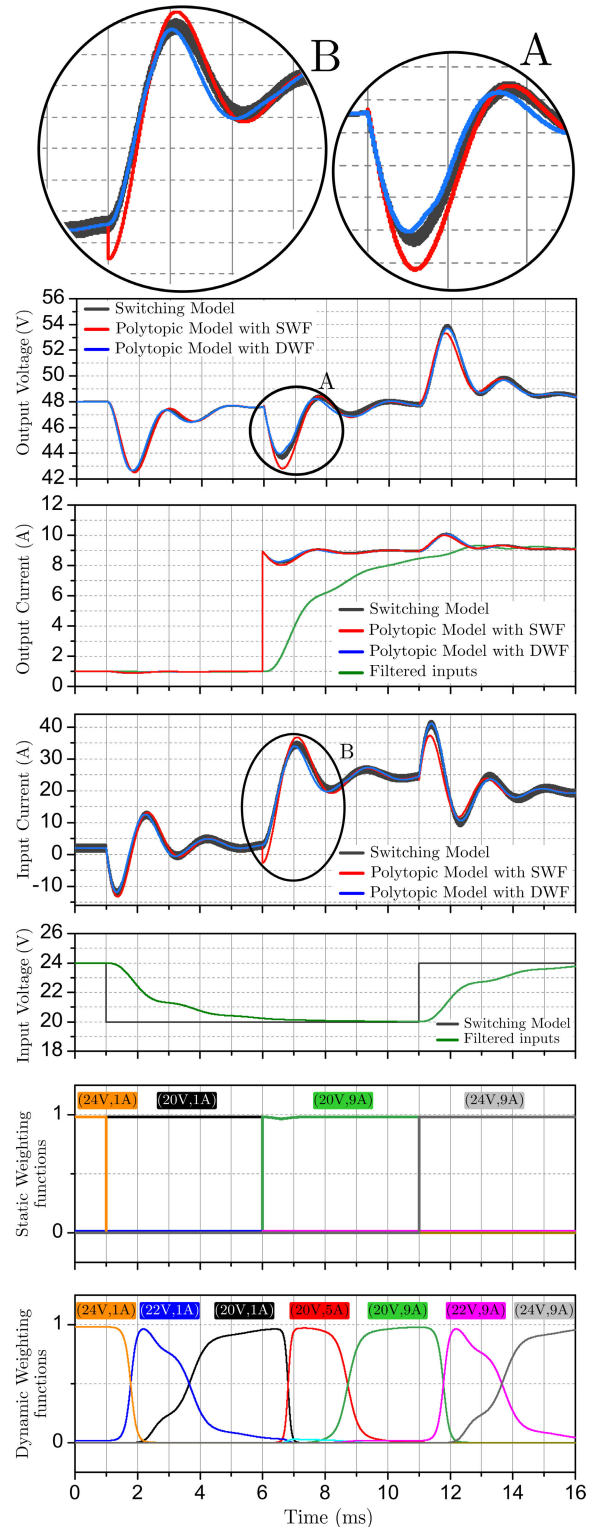 B
A
56
54
52
50
48
46
44
42
Output Voltage (V)
Switching Model
Polytopic Model with SWF
Polytopic Model with DWF
A
12
10
8
6
4
2
0
Output Current (A)
Switching Model
Polytopic Model with SWF
Polytopic Model with DWF
Filtered inputs
40
30
20
10
0
-10
Input Current (A)
B
Switching Model
Polytopic Model with SWF
Polytopic Model with DWF
26
24
22
20
18
Input Voltage (V)
Switching Model
Filtered inputs
1
0
Static Weighting
functions
(24V,1A) (20V,1A) (20V,9A) (24V,9A)
1
0
Dynamic Weighting
functions
(24V,1A) (22V,1A) (20V,1A) (20V,5A) (20V,9A) (22V,9A) (24V,9A)
0 2 4 6 8 10 12 14 16
Time (ms)